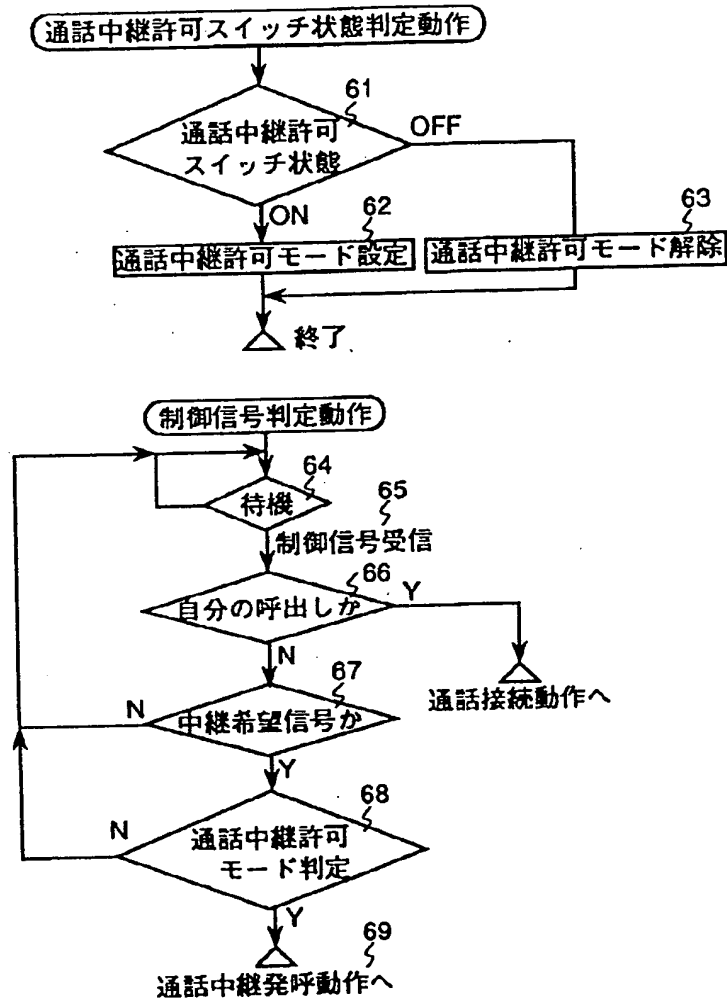 通話中継許可スイッチ状態判定動作
61
通話中継許可
スイッチ状態
OFF
ON
62
通話中継許可モード設定
63
通話中継許可モード解除
終了
制御信号判定動作
64
待機
65
制御信号受信
66
自分の呼出しか
Y
N
通話接続動作へ
67
中継希望信号か
N
Y
68
通話中継許可
モード判定
N
Y
69
通話中継発呼動作へ